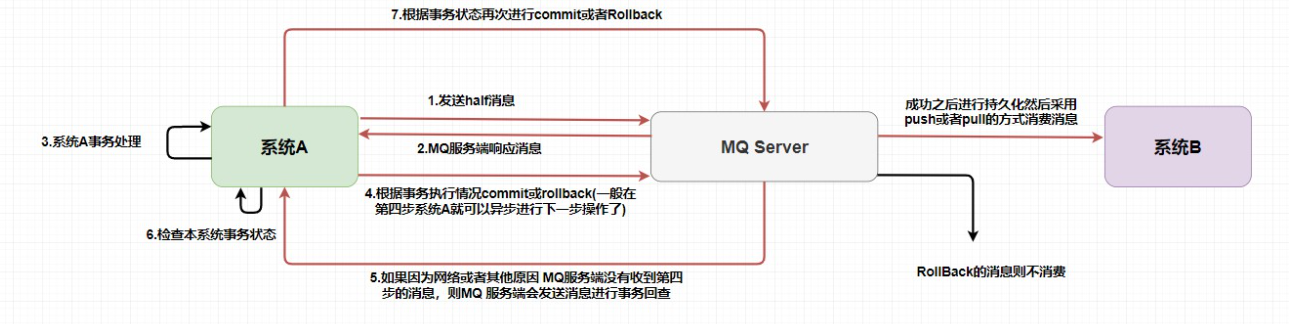 7.根据事务状态再次进行commit或者Rollback
1.发送half消息
成功之后进行持久化然后采用
push或者pull的方式消费消息
3.系统A事务处理
系统A
2.MQ服务端响应消息
MQ Server
系统B
4.根据事务执行情况commit或rollback(一般在
第四步系统A就可以异步进行下一步操作了)
6.检查本系统事务状态
5.如果因为网络或者其他原因 MQ服务端没有收到第四
步的消息，则MQ 服务端会发送消息进行事务回查
RollBack的消息则不消费